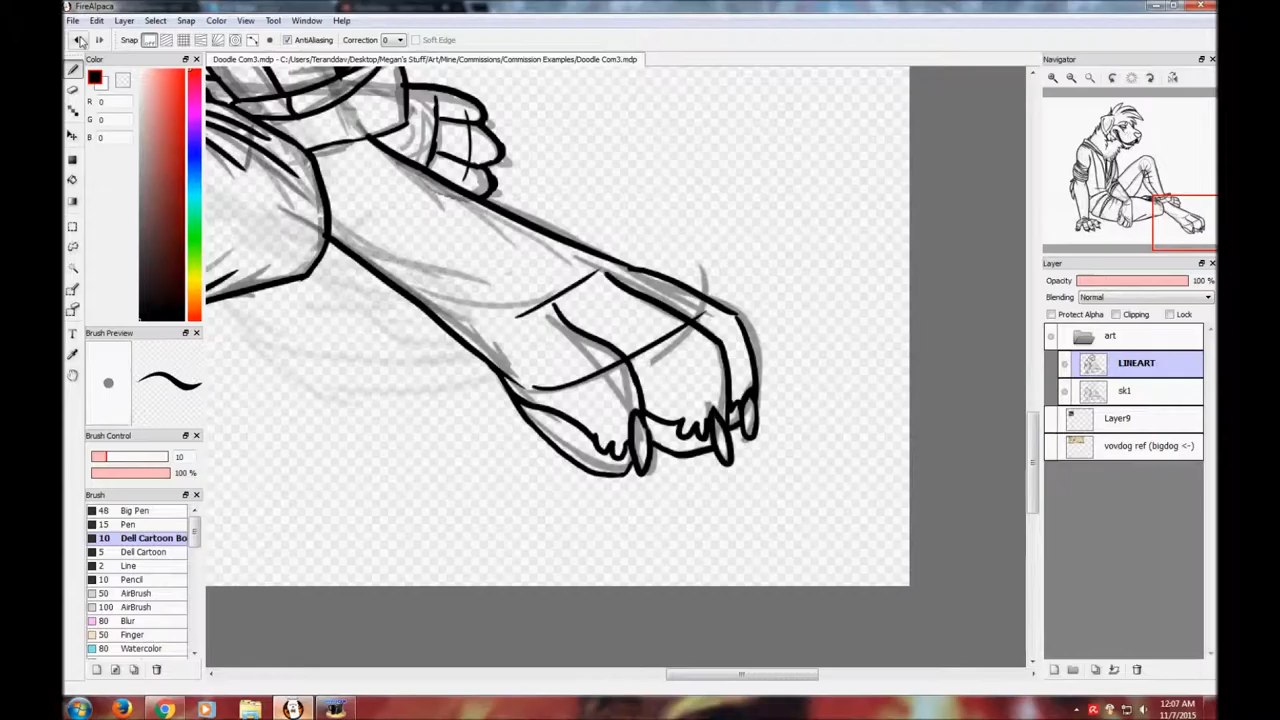 FireAlpaca
File Edit Layer Select Snap Color View Tool Window Help
Snap off AntiAliasing Correction 0 Soft Edge
Color
Doodle Com3.mdp - C:/Users/Teranddav/Desktop/Megan's Stuff/Art/Mine/Commissions/Commission Examples/Doodle Com3.mdp
Navigator
R 0
G 0
B 0
Layer
Opacity 100 %
Blending Normal
Protect Alpha Clipping Lock
art
LINEART
sk1
Layer9
vovdog ref (bigdog <-)
Brush Preview
Brush Control
10
100 %
Brush
48 Big Pen
15 Pen
10 Dell Cartoon Bo
5 Dell Cartoon
2 Line
10 Pencil
50 AirBrush
100 AirBrush
80 Blur
50 Finger
80 Watercolor
12:07 AM
11/7/2015